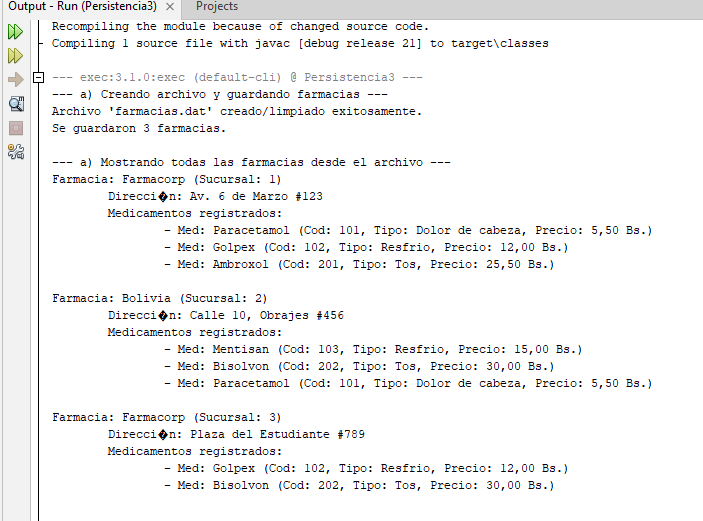 Output - Run (Persistencia3) × Projects
Recompiling the module because of changed source code.
Compiling 1 source file with javac [debug release 21] to target\classes
--- exec:3.1.0:exec (default-cli) @ Persistencia3 ---
--- a) Creando archivo y guardando farmacias ---
Archivo 'farmacias.dat' creado/limpiado exitosamente.
Se guardaron 3 farmacias.
--- a) Mostrando todas las farmacias desde el archivo ---
Farmacia: Farmacorp (Sucursal: 1)
Direcci�n: Av. 6 de Marzo #123
Medicamentos registrados:
- Med: Paracetamol (Cod: 101, Tipo: Dolor de cabeza, Precio: 5,50 Bs.)
- Med: Golpex (Cod: 102, Tipo: Resfrio, Precio: 12,00 Bs.)
- Med: Ambroxol (Cod: 201, Tipo: Tos, Precio: 25,50 Bs.)
Farmacia: Bolivia (Sucursal: 2)
Direcci�n: Calle 10, Obrajes #456
Medicamentos registrados:
- Med: Mentisan (Cod: 103, Tipo: Resfrio, Precio: 15,00 Bs.)
- Med: Bisolvon (Cod: 202, Tipo: Tos, Precio: 30,00 Bs.)
- Med: Paracetamol (Cod: 101, Tipo: Dolor de cabeza, Precio: 5,50 Bs.)
Farmacia: Farmacorp (Sucursal: 3)
Direcci�n: Plaza del Estudiante #789
Medicamentos registrados:
- Med: Golpex (Cod: 102, Tipo: Resfrio, Precio: 12,00 Bs.)
- Med: Bisolvon (Cod: 202, Tipo: Tos, Precio: 30,00 Bs.)